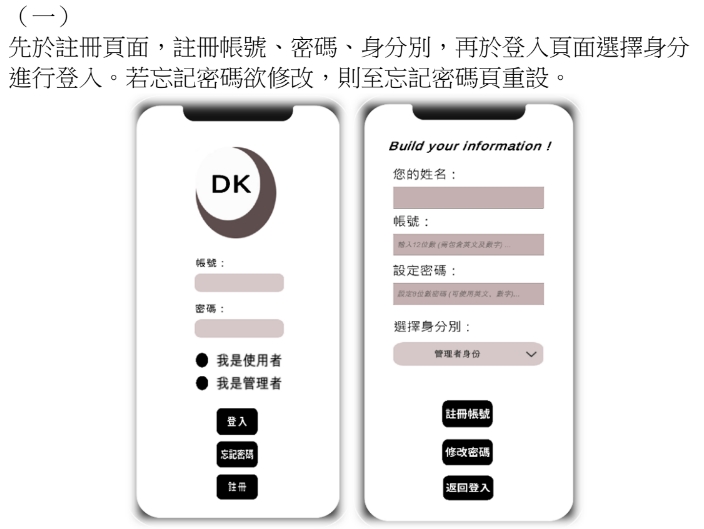 （一）
先於註冊頁面，註冊帳號、密碼、身分別，再於登入頁面選擇身分
進行登入。若忘記密碼欲修改，則至忘記密碼頁重設。
DK
帳號：
密碼：
我是使用者
我是管理者
登入
忘記密碼
註冊
Build your information !
您的姓名：
帳號：
輸入12位數 (需包含英文及數字) ...
設定密碼：
設定8位數密碼 (可使用英文、數字)...
選擇身分別：
管理者身份
註冊帳號
修改密碼
返回登入